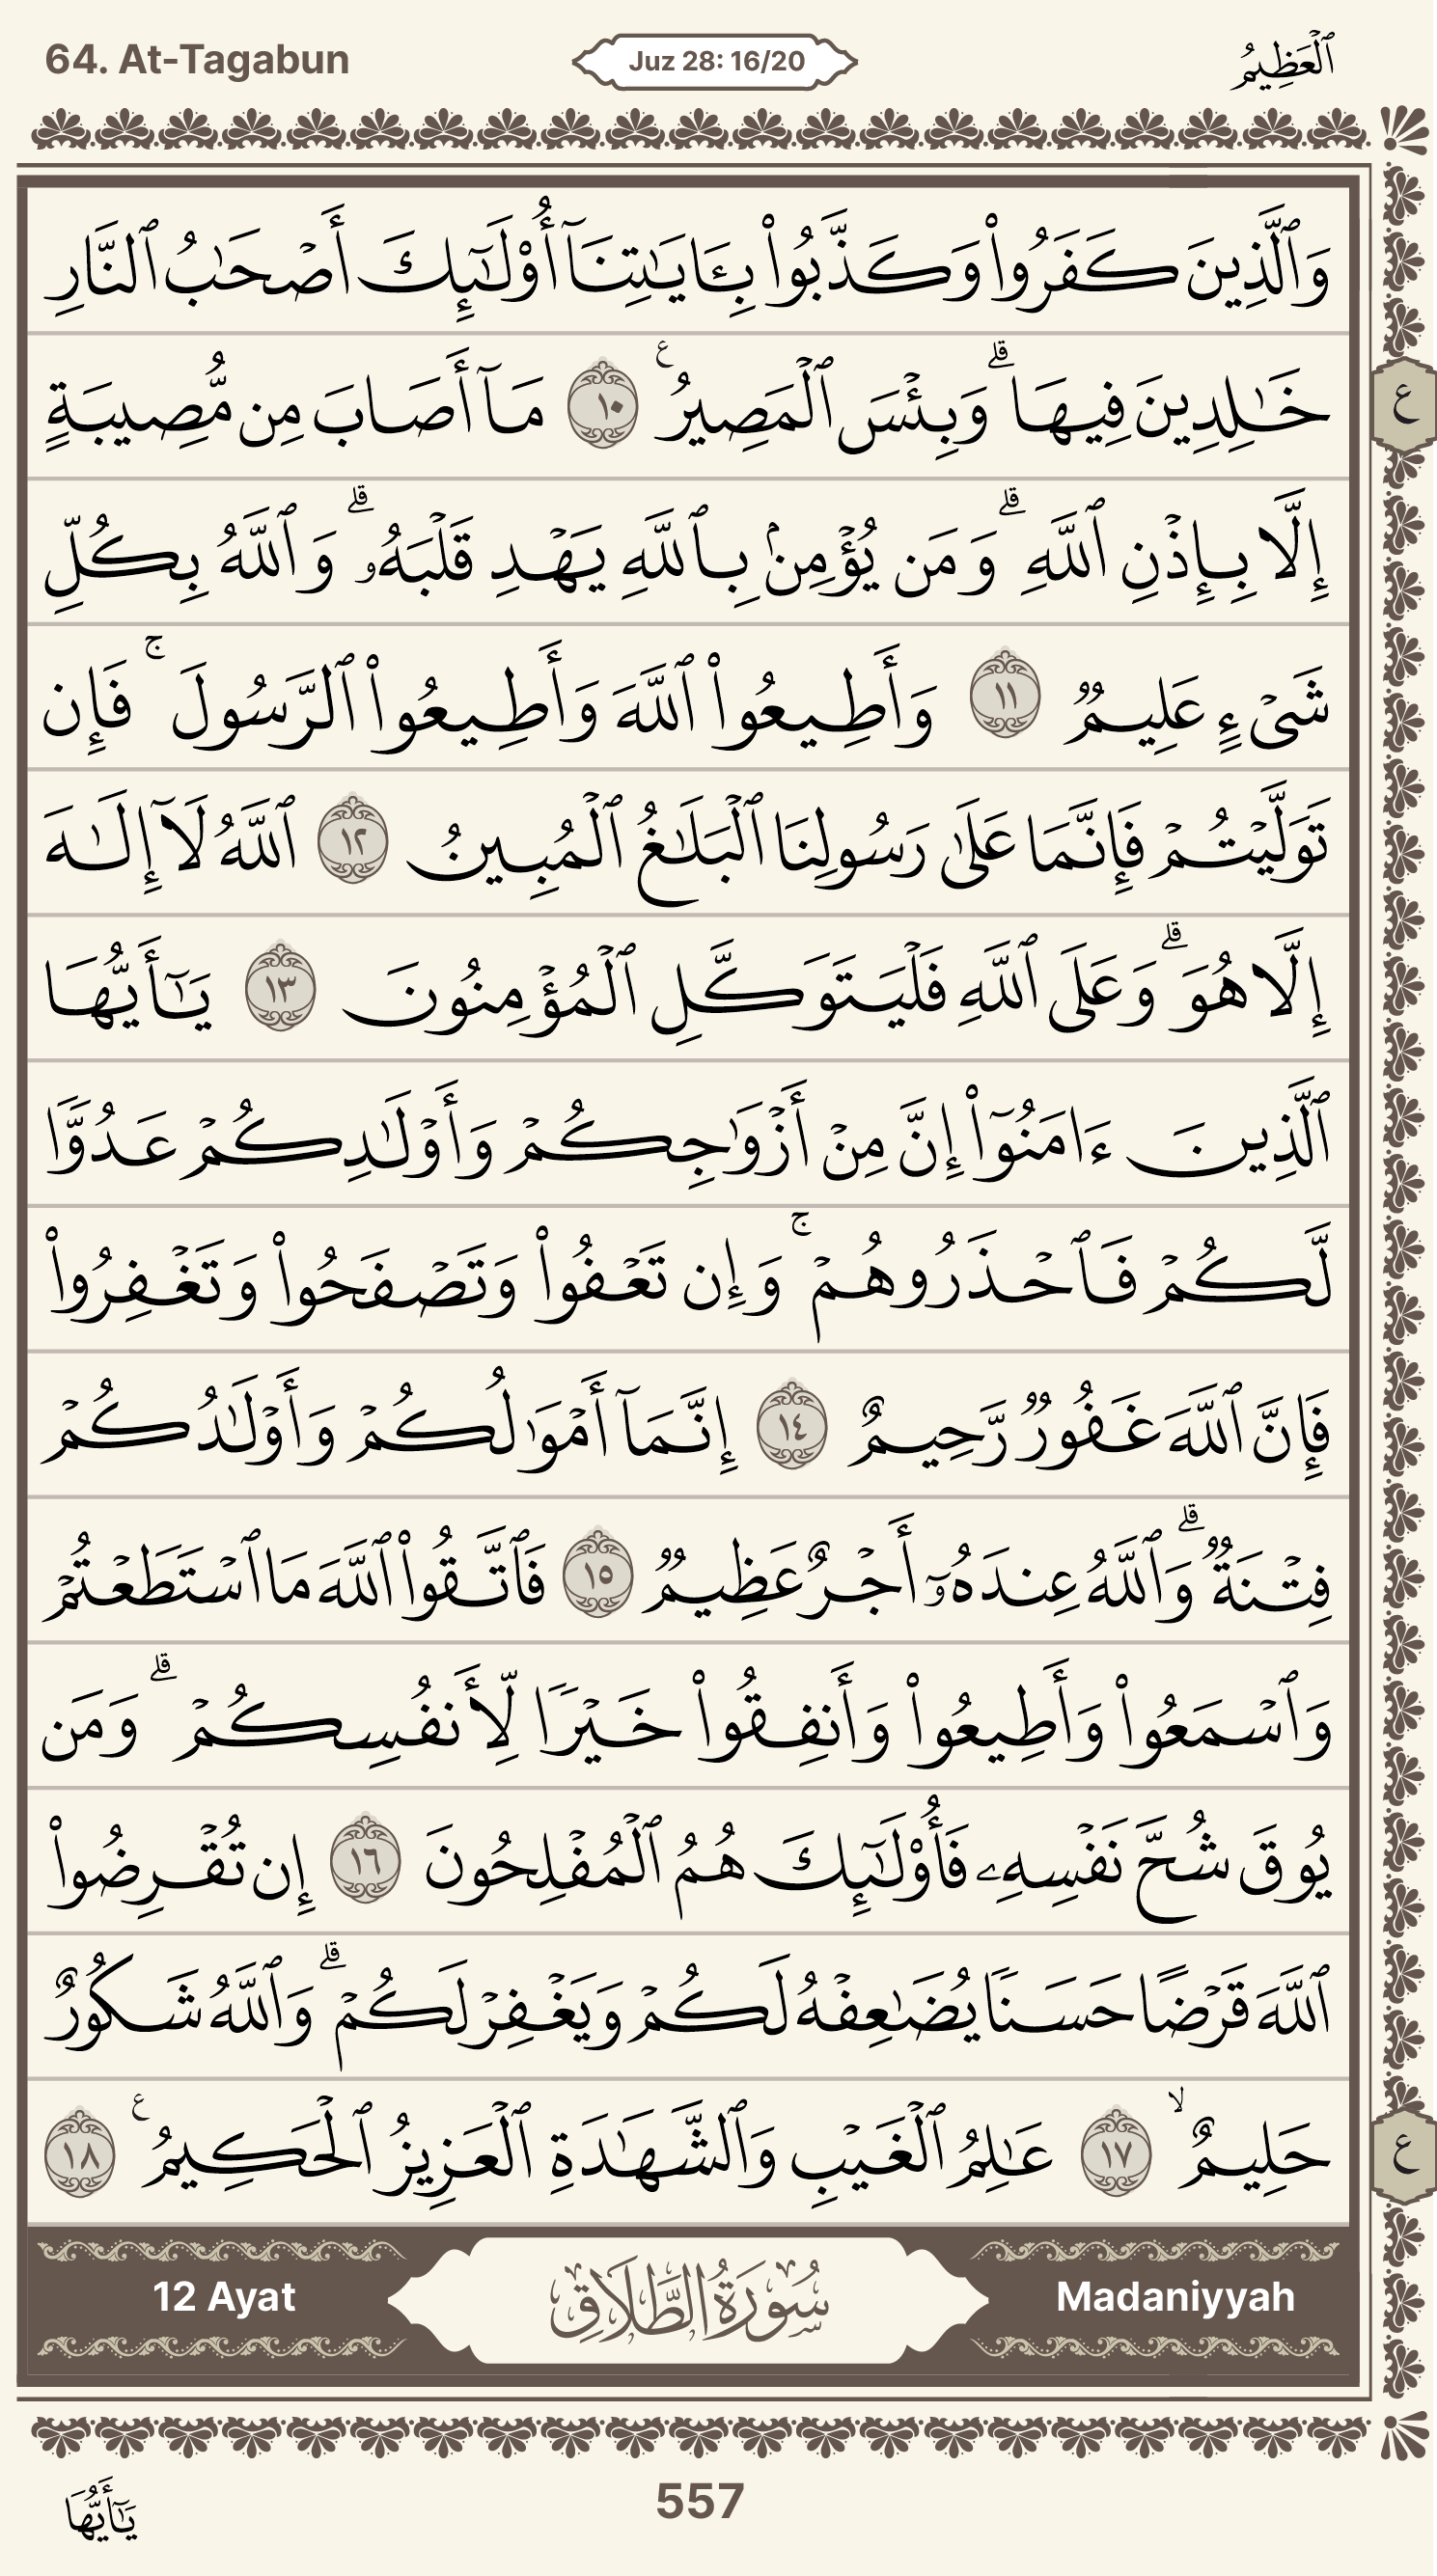 64. At-Tagabun
Juz 28: 16/20
ٱلْعَظِيمُ
وَٱلَّذِينَ كَفَرُوا۟ وَكَذَّبُوا۟ بِـَٔايَـٰتِنَآ أُو۟لَـٰٓئِكَ أَصْحَـٰبُ ٱلنَّارِ
خَـٰلِدِينَ فِيهَا ۖ وَبِئْسَ ٱلْمَصِيرُ ࣖ ١٠ مَآ أَصَابَ مِن مُّصِيبَةٍ
ع
إِلَّا بِإِذْنِ ٱللَّهِ ۗ وَمَن يُؤْمِنۢ بِٱللَّهِ يَهْدِ قَلْبَهُۥ ۗ وَٱللَّهُ بِكُلِّ
شَىْءٍ عَلِيمٌ ١١ وَأَطِيعُوا۟ ٱللَّهَ وَأَطِيعُوا۟ ٱلرَّسُولَ ۚ فَإِن
تَوَلَّيْتُمْ فَإِنَّمَا عَلَىٰ رَسُولِنَا ٱلْبَلَـٰغُ ٱلْمُبِينُ ١٢ ٱللَّهُ لَآ إِلَـٰهَ
إِلَّا هُوَ ۗ وَعَلَى ٱللَّهِ فَلْيَتَوَكَّلِ ٱلْمُؤْمِنُونَ ١٣ يَـٰٓأَيُّهَا
ٱلَّذِينَ ءَامَنُوٓا۟ إِنَّ مِنْ أَزْوَٰجِكُمْ وَأَوْلَـٰدِكُمْ عَدُوًّا
لَّكُمْ فَٱحْذَرُوهُمْ ۚ وَإِن تَعْفُوا۟ وَتَصْفَحُوا۟ وَتَغْفِرُوا۟
فَإِنَّ ٱللَّهَ غَفُورٌ رَّحِيمٌ ١٤ إِنَّمَآ أَمْوَٰلُكُمْ وَأَوْلَـٰدُكُمْ
فِتْنَةٌ ۗ وَٱللَّهُ عِندَهُۥٓ أَجْرٌ عَظِيمٌ ١٥ فَٱتَّقُوا۟ ٱللَّهَ مَا ٱسْتَطَعْتُمْ
وَٱسْمَعُوا۟ وَأَطِيعُوا۟ وَأَنفِقُوا۟ خَيْرًا لِّأَنفُسِكُمْ ۗ وَمَن
يُوقَ شُحَّ نَفْسِهِۦ فَأُو۟لَـٰٓئِكَ هُمُ ٱلْمُفْلِحُونَ ١٦ إِن تُقْرِضُوا۟
ٱللَّهَ قَرْضًا حَسَنًا يُضَـٰعِفْهُ لَكُمْ وَيَغْفِرْ لَكُمْ ۗ وَٱللَّهُ شَكُورٌ
حَلِيمٌ ۙ ١٧ عَـٰلِمُ ٱلْغَيْبِ وَٱلشَّهَـٰدَةِ ٱلْعَزِيزُ ٱلْحَكِيمُ ࣖ ١٨
ع
12 Ayat
سُورَةُ الطَّلَاقِ
Madaniyyah
557
يَـٰٓأَيُّهَا